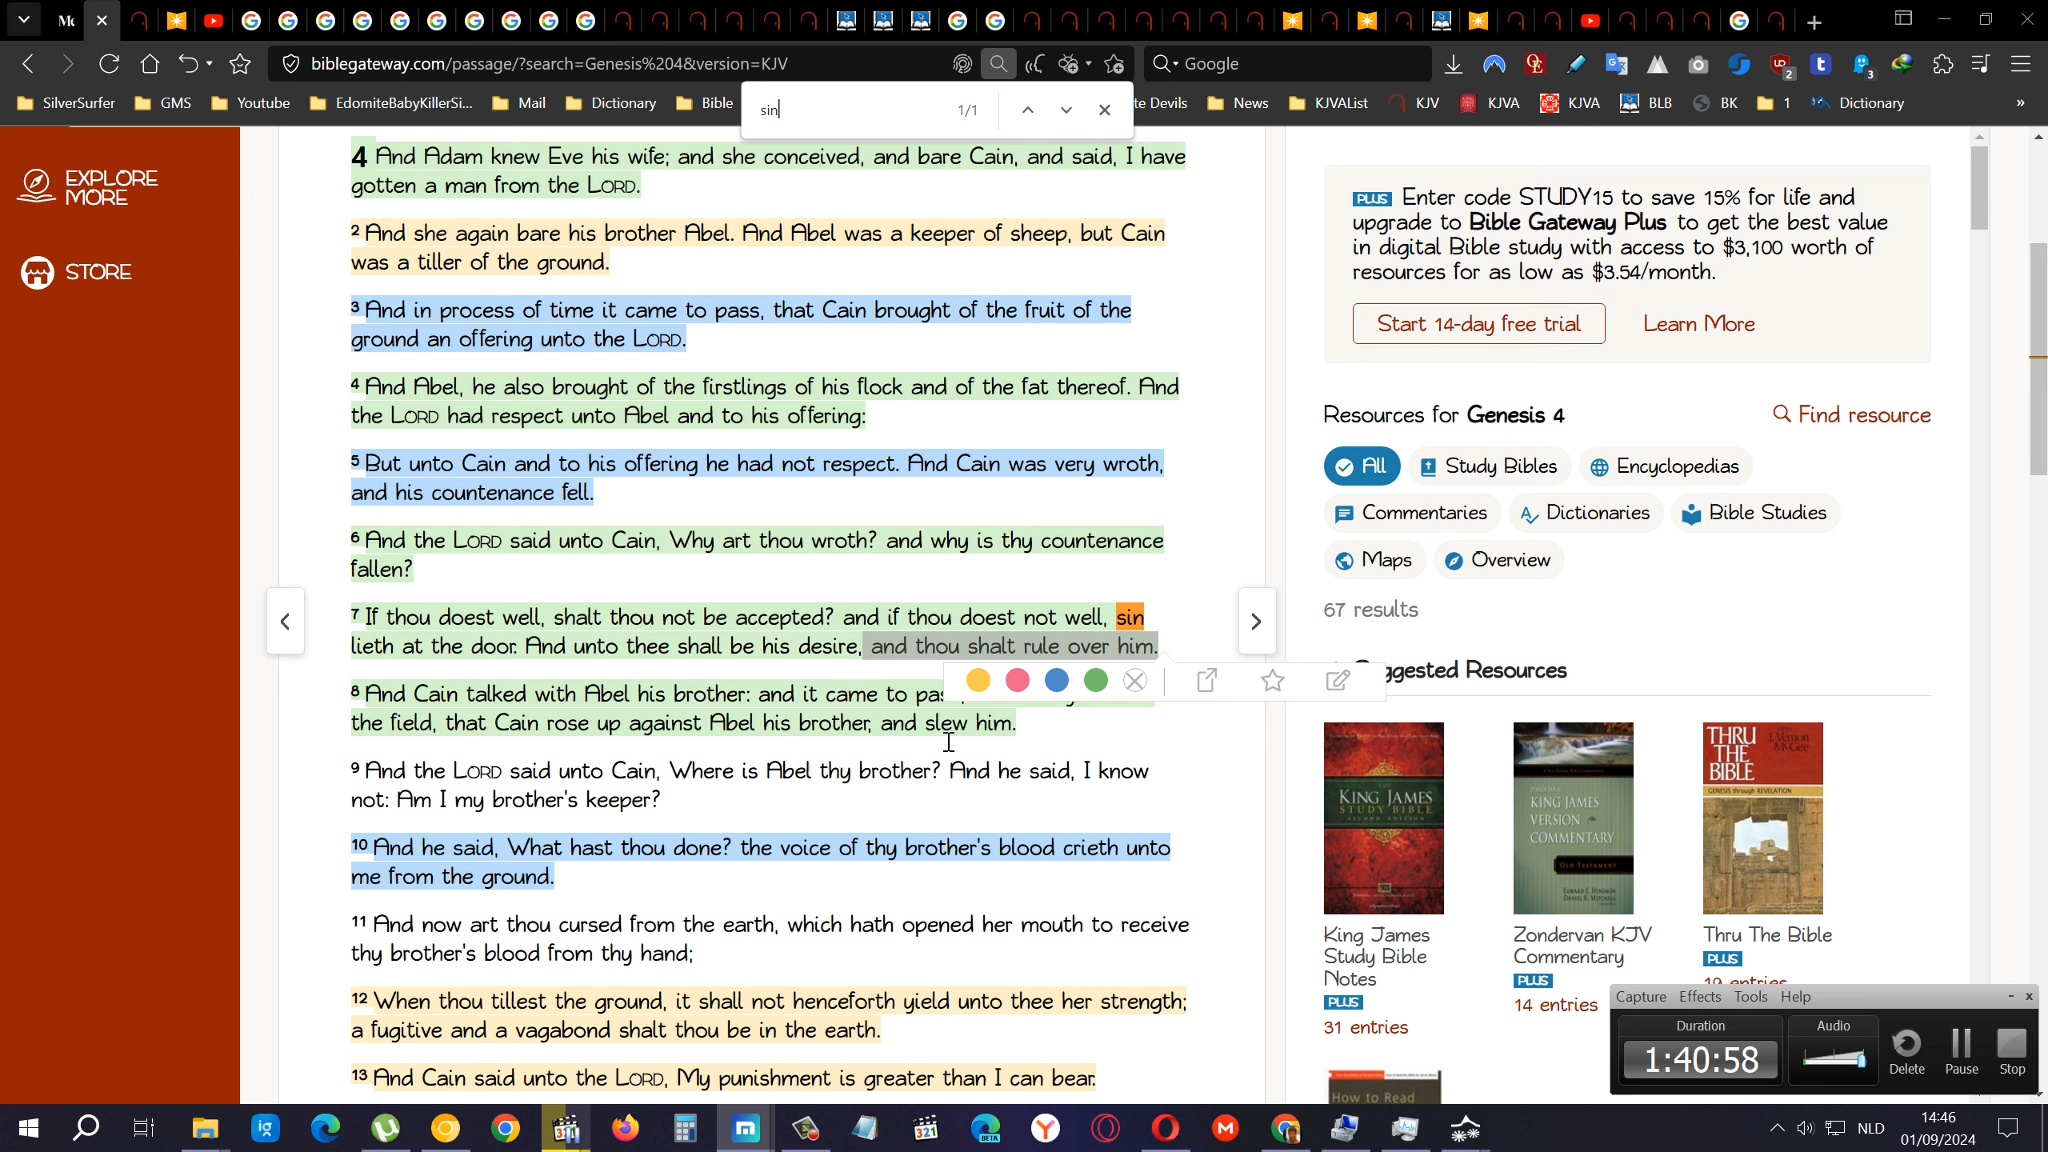 biblegateway.com/passage/?search=Genesis%204&version=KJV
Google
2
3
SilverSurfer
GMS
Youtube
EdomiteBabyKillerSi...
Mail
Dictionary
Bible
te Devils
News
KJVAList
KJV
KJVA
KJVA
BLB
BK
1
Dictionary
»
sin
1/1
EXPLORE
MORE
STORE
4 And Adam knew Eve his wife; and she conceived, and bare Cain, and said, I have
gotten a man from the LORD.
2 And she again bare his brother Abel. And Abel was a keeper of sheep, but Cain
was a tiller of the ground.
3 And in process of time it came to pass, that Cain brought of the fruit of the
ground an offering unto the LORD.
4 And Abel, he also brought of the firstlings of his flock and of the fat thereof. And
the LORD had respect unto Abel and to his offering:
5 But unto Cain and to his offering he had not respect. And Cain was very wroth,
and his countenance fell.
6 And the LORD said unto Cain, Why art thou wroth? and why is thy countenance
fallen?
7 If thou doest well, shalt thou not be accepted? and if thou doest not well, sin
lieth at the door. And unto thee shall be his desire, and thou shalt rule over him.
8 And Cain talked with Abel his brother: and it came to pas
the field, that Cain rose up against Abel his brother, and slew him.
9 And the LORD said unto Cain, Where is Abel thy brother? And he said, I know
not: Am I my brother's keeper?
10 And he said, What hast thou done? the voice of thy brother's blood crieth unto
me from the ground.
11 And now art thou cursed from the earth, which hath opened her mouth to receive
thy brother's blood from thy hand;
12 When thou tillest the ground, it shall not henceforth yield unto thee her strength;
a fugitive and a vagabond shalt thou be in the earth.
13 And Cain said unto the LORD, My punishment is greater than I can bear.
PLUS Enter code STUDY15 to save 15% for life and
upgrade to Bible Gateway Plus to get the best value
in digital Bible study with access to $3,100 worth of
resources for as low as $3.54/month.
Start 14-day free trial
Learn More
Resources for Genesis 4
Find resource
All
Study Bibles
Encyclopedias
Commentaries
Dictionaries
Bible Studies
Maps
Overview
67 results
ggested Resources
KING JAMES
STUDY BIBLE
SECOND EDITION
KING JAMES
VERSION
COMMENTARY
OLD TESTAMENT
THRU
THE
BIBLE
J. Vernon
McGee
GENESIS through REVELATION
King James
Study Bible
Notes
PLUS
31 entries
Zondervan KJV
Commentary
PLUS
14 entries
Thru The Bible
PLUS
19 entries
How to Read
Capture Effects Tools Help
Duration
1:40:58
Audio
Delete
Pause
Stop
321
BETA
NLD
14:46
01/09/2024